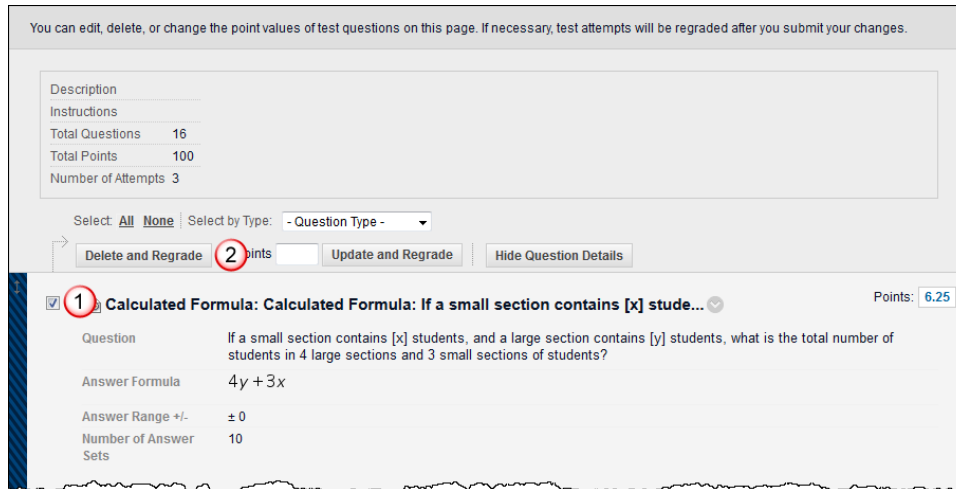 You can edit, delete, or change the point values of test questions on this page. If necessary, test attempts will be regraded after you submit your changes.
Description
Instructions
Total Questions 16
Total Points 100
Number of Attempts 3
Select: All None Select by Type: - Question Type -
Delete and Regrade 2 oints Update and Regrade Hide Question Details
1 Calculated Formula: Calculated Formula: If a small section contains [x] stude... Points: 6.25
Question If a small section contains [x] students, and a large section contains [y] students, what is the total number of
students in 4 large sections and 3 small sections of students?
Answer Formula 4y + 3x
Answer Range +/- ± 0
Number of Answer 10
Sets